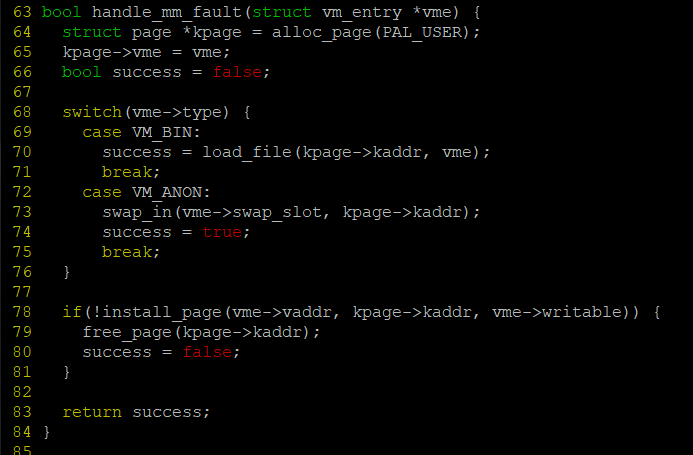 63 bool handle_mm_fault(struct vm_entry *vme) {
64   struct page *kpage = alloc_page(PAL_USER);
65   kpage->vme = vme;
66   bool success = false;
67
68   switch(vme->type) {
69     case VM_BIN:
70       success = load_file(kpage->kaddr, vme);
71       break;
72     case VM_ANON:
73       swap_in(vme->swap_slot, kpage->kaddr);
74       success = true;
75       break;
76   }
77
78   if(!install_page(vme->vaddr, kpage->kaddr, vme->writable)) {
79     free_page(kpage->kaddr);
80     success = false;
81   }
82
83   return success;
84 }
85